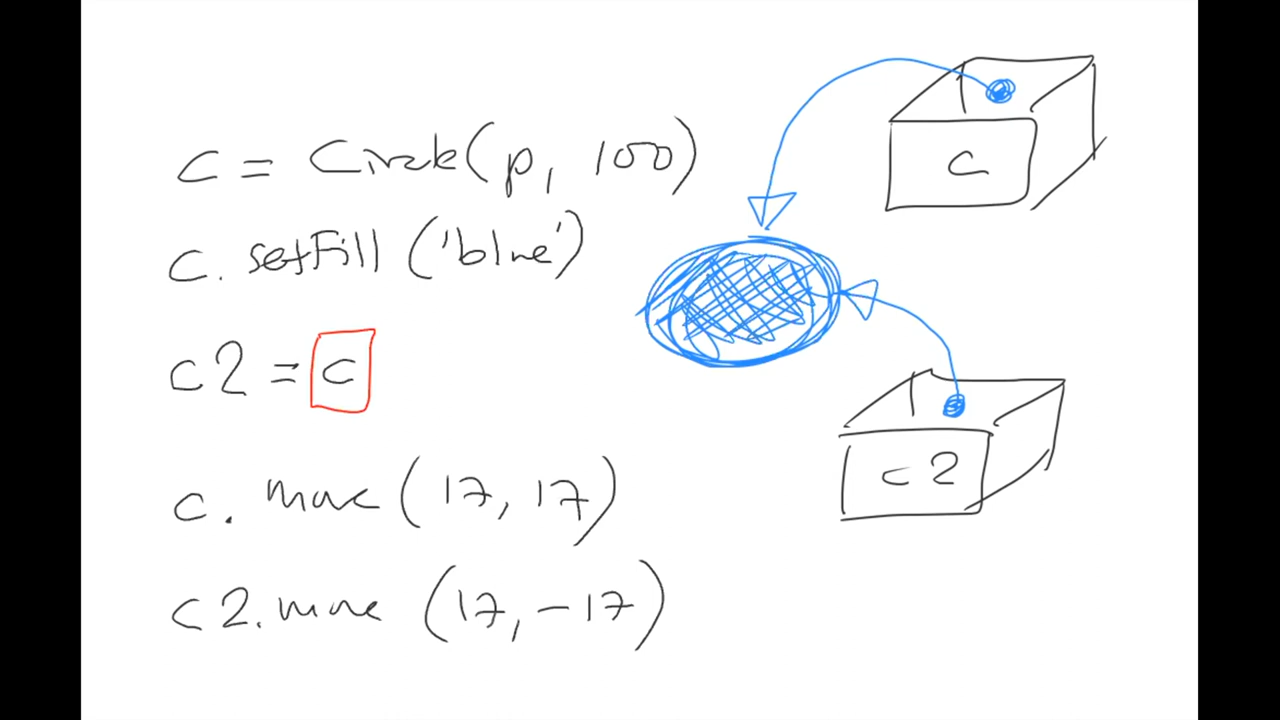 c = Circle(p, 100)
c. setFill ('blue')
c2 = c
c. move (17, 17)
c2. move (17, -17)
c
c2